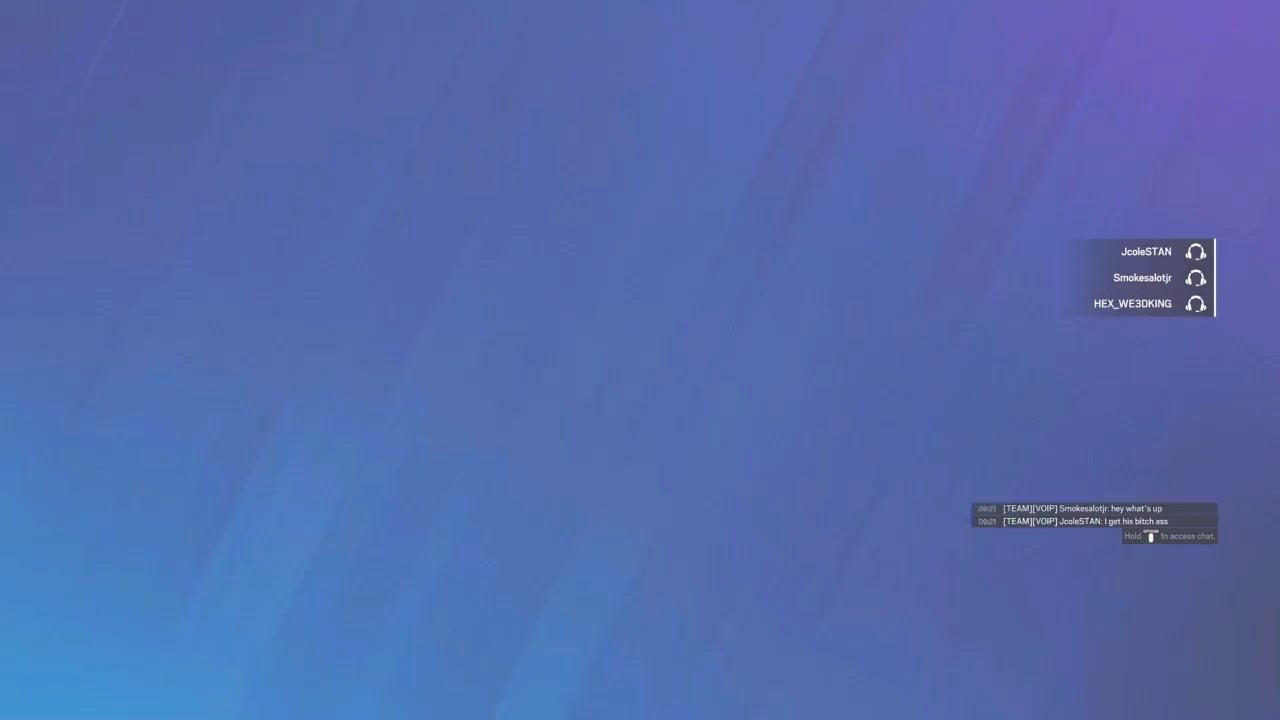 JcoleSTAN
Smokesalotjr
HEX_WE3DKING
09:21 [TEAM][VOIP] Smokesalotjr: hey what's up
09:21 [TEAM][VOIP] JcoleSTAN: I get his bitch ass
Hold OPTIONS to access chat.